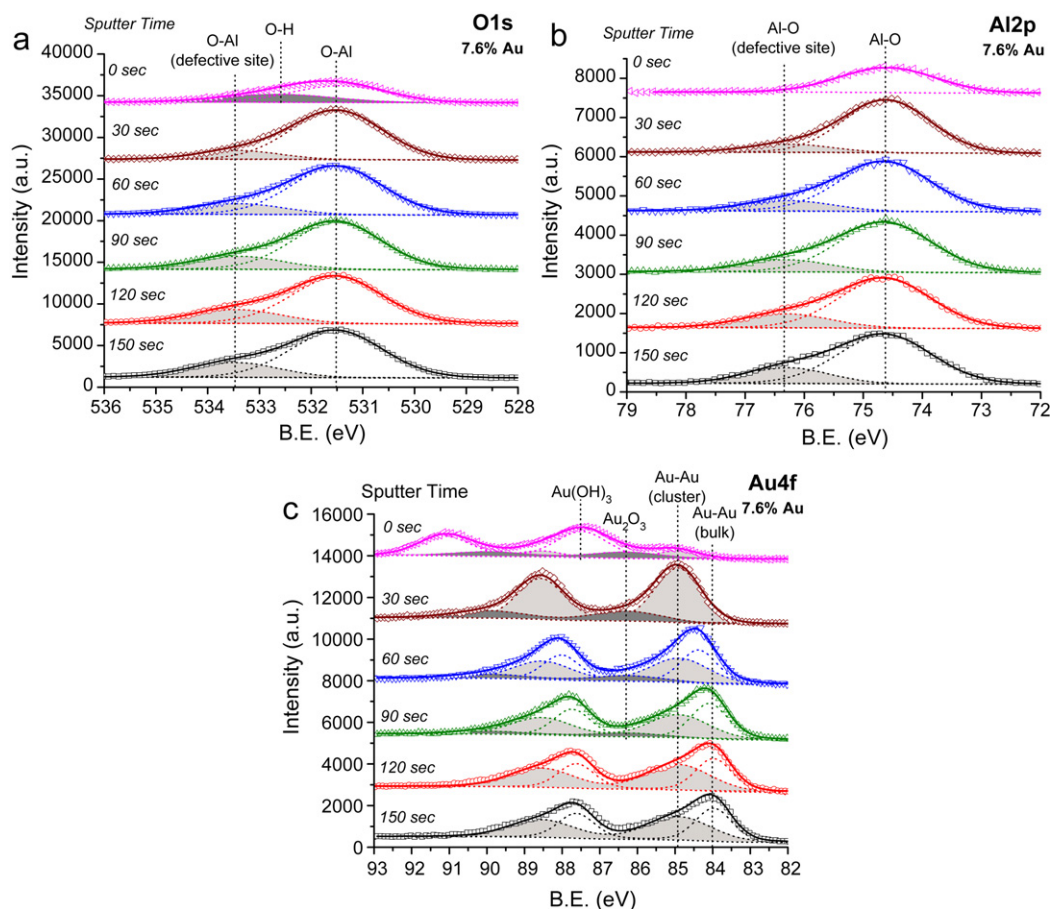 a
Sputter Time
O-H
O1s
7.6% Au
O-Al
(defective site)
O-Al
0 sec
30 sec
60 sec
90 sec
120 sec
150 sec
40000
35000
30000
25000
20000
15000
10000
5000
0
Intensity (a.u.)
536 535 534 533 532 531 530 529 528
B.E. (eV)
b
Sputter Time
Al2p
7.6% Au
Al-O
(defective site)
Al-O
0 sec
30 sec
60 sec
90 sec
120 sec
150 sec
8000
7000
6000
5000
4000
3000
2000
1000
0
Intensity (a.u.)
79 78 77 76 75 74 73 72
B.E. (eV)
c
Sputter Time
Au4f
7.6% Au
Au(OH)₃
Au₂O₃
Au-Au
(cluster)
Au-Au
(bulk)
0 sec
30 sec
60 sec
90 sec
120 sec
150 sec
16000
14000
12000
10000
8000
6000
4000
2000
0
Intensity (a.u.)
93 92 91 90 89 88 87 86 85 84 83 82
B.E. (eV)